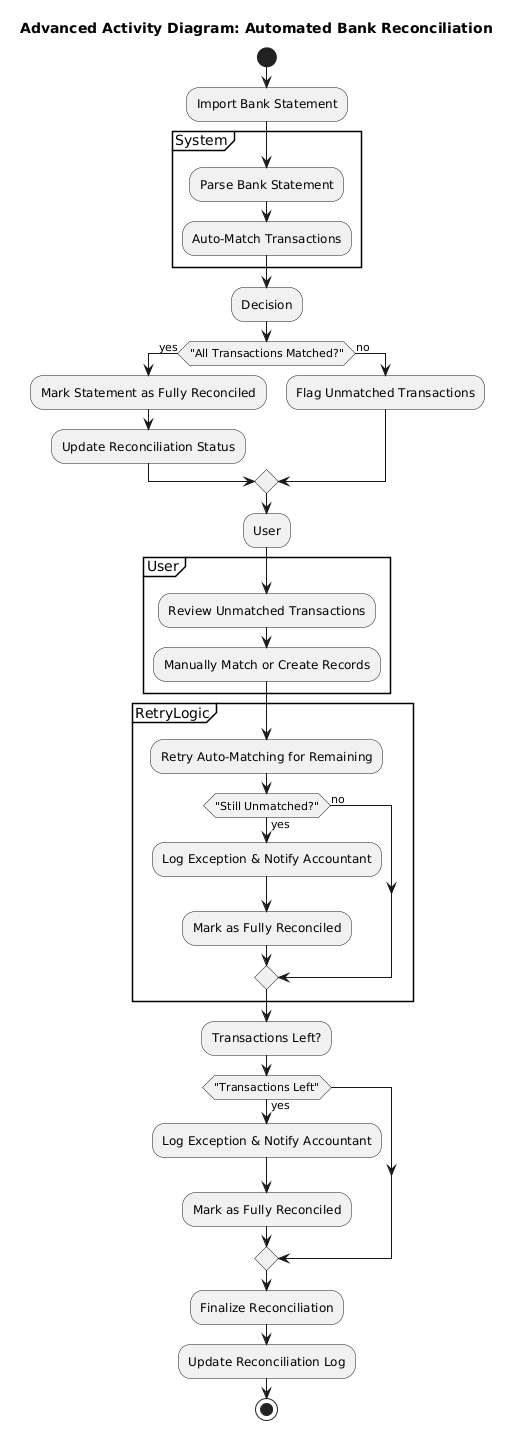 Advanced Activity Diagram: Automated Bank Reconciliation
Import Bank Statement
System
Parse Bank Statement
Auto-Match Transactions
Decision
yes
"All Transactions Matched?"
no
Mark Statement as Fully Reconciled
Flag Unmatched Transactions
Update Reconciliation Status
User
User
Review Unmatched Transactions
Manually Match or Create Records
RetryLogic
Retry Auto-Matching for Remaining
"Still Unmatched?"
no
yes
Log Exception & Notify Accountant
Mark as Fully Reconciled
Transactions Left?
"Transactions Left"
yes
Log Exception & Notify Accountant
Mark as Fully Reconciled
Finalize Reconciliation
Update Reconciliation Log